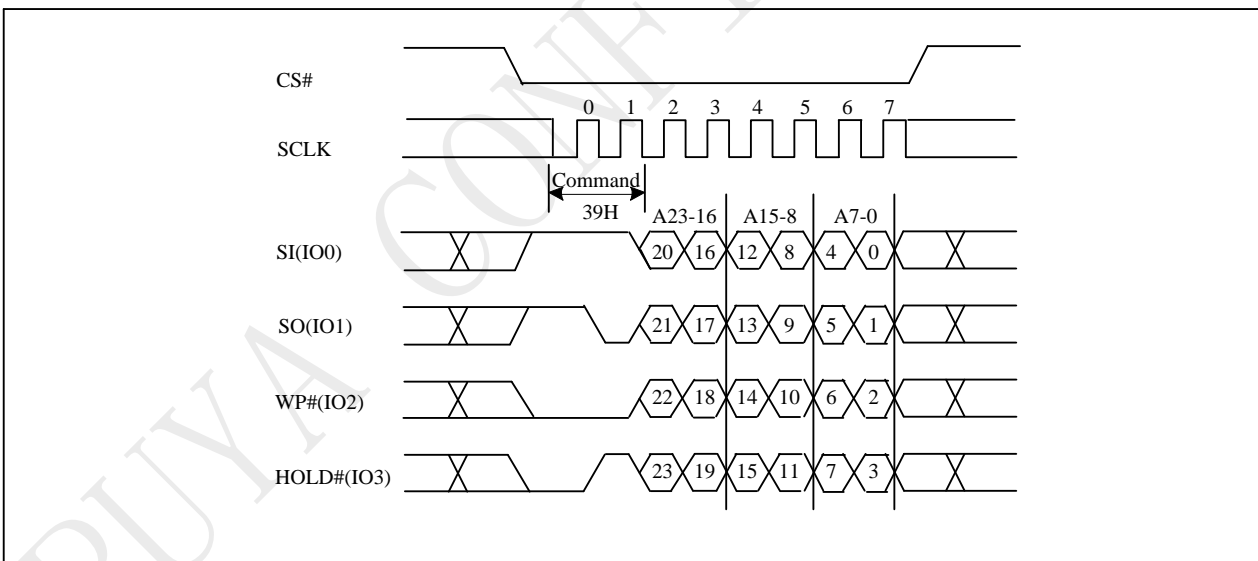 PUYA CONF
CS#
0 1 2 3 4 5 6 7
SCLK
Command
39H
A23-16 A15-8 A7-0
SI(IO0) 20 16 12 8 4 0
SO(IO1) 21 17 13 9 5 1
WP#(IO2) 22 18 14 10 6 2
HOLD#(IO3) 23 19 15 11 7 3